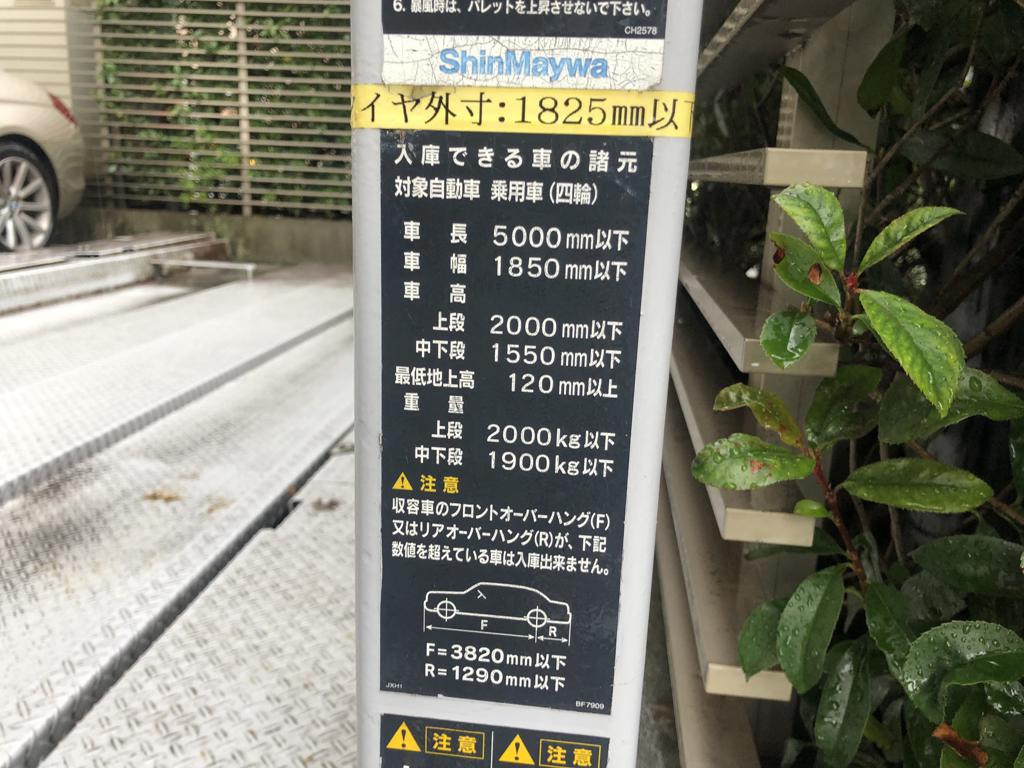 6. 暴風時は、パレットを上昇させないで下さい。
CH2578
ShinMaywa
イヤ外寸:1825mm以下
入庫できる車の諸元
対象自動車 乗用車(四輪)
車長 5000mm以下
車幅 1850mm以下
車高
上段 2000mm以下
中下段 1550mm以下
最低地上高 120mm以上
重量
上段 2000kg以下
中下段 1900kg以下
注意
収容車のフロントオーバーハング(F)
又はリアオーバーハング(R)が、下記
数値を超えている車は入庫出来ません。
F R
F=3820mm以下
R=1290mm以下
JXH1 BF7909
注意 注意